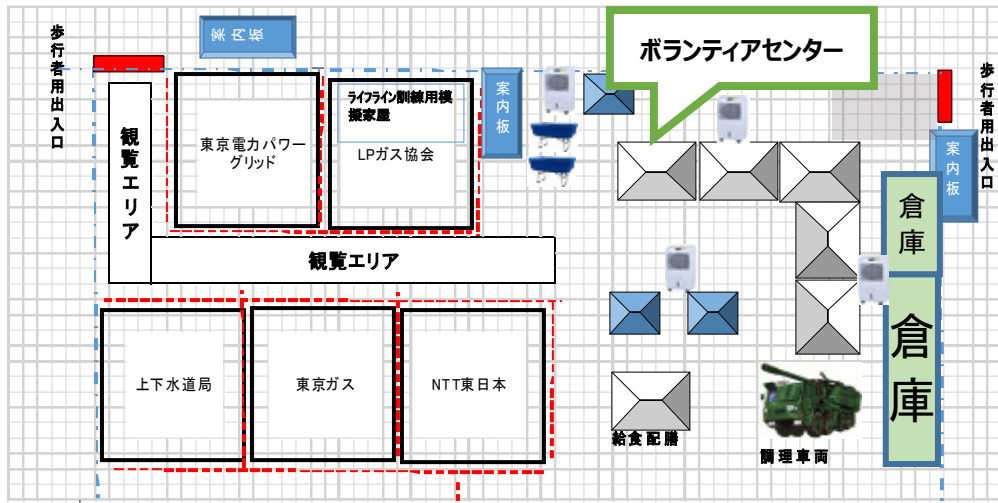 歩行者用出入口
案内板
ボランティアセンター
歩行者用出入口
観覧エリア
東京電力パワー
グリッド
ライフライン訓練用模
擬家屋
LPガス協会
案内板
案内板
倉庫
観覧エリア
倉庫
上下水道局
東京ガス
NTT東日本
給食配膳
調理車両